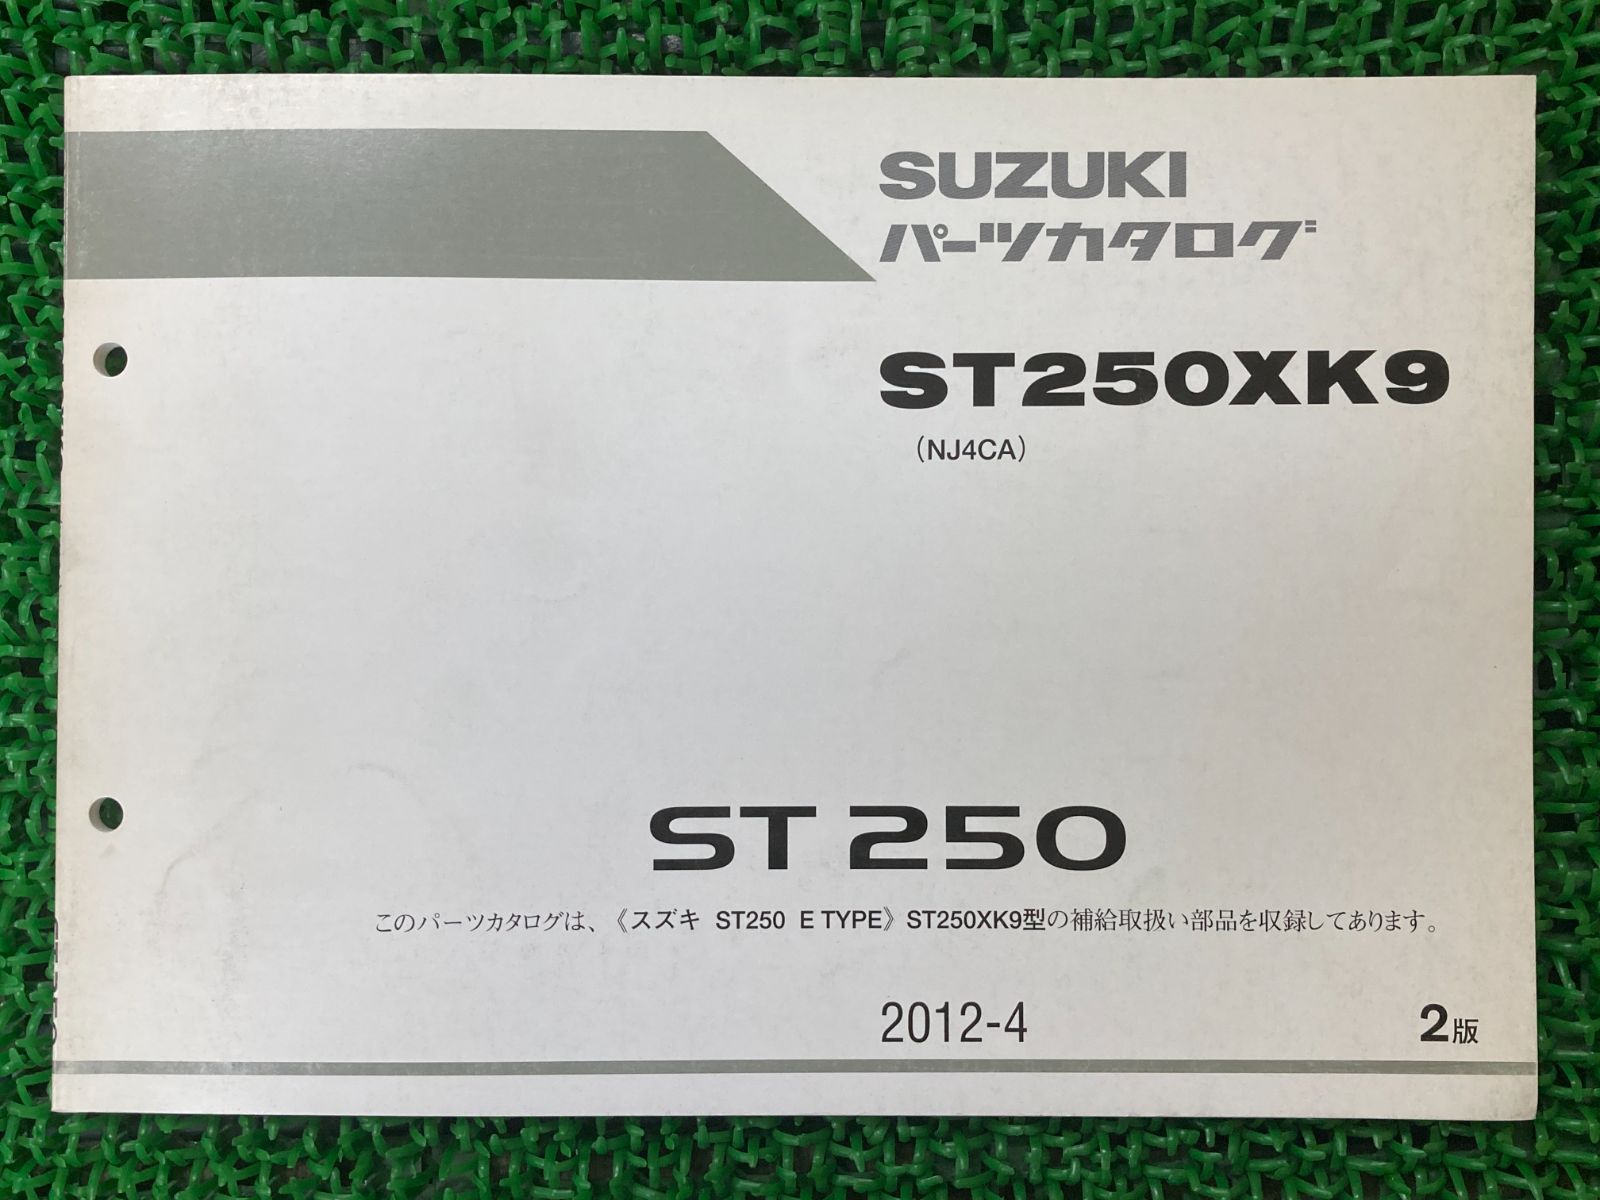 SUZUKI
パーツカタログ
ST250XK9
(NJ4CA)
ST250
このパーツカタログは、《スズキ ST250 E TYPE》ST250XK9型の補給取扱い部品を収録してあります。
2012-4
2版